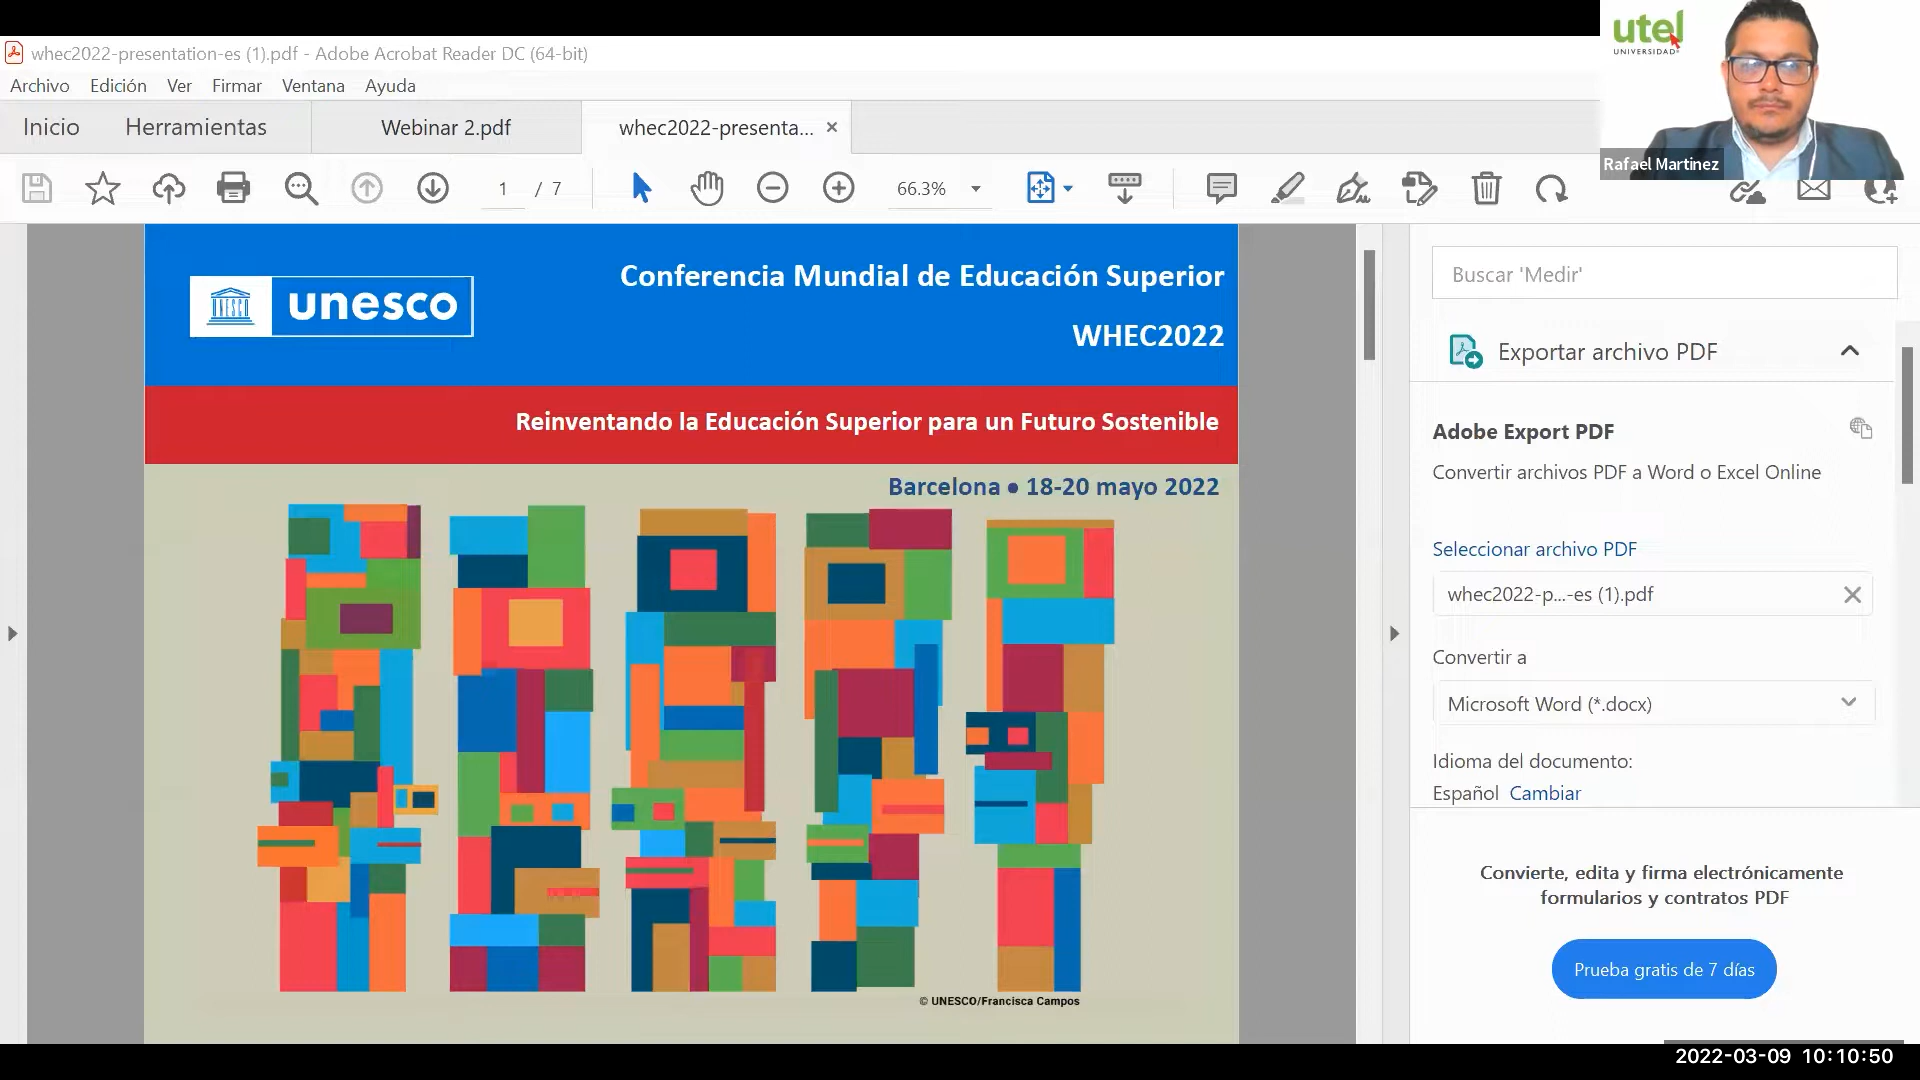 whec2022-presentation-es (1).pdf - Adobe Acrobat Reader DC (64-bit)
utel
UNIVERSIDAD
Rafael Martinez
Archivo Edición Ver Firmar Ventana Ayuda
Inicio Herramientas Webinar 2.pdf whec2022-presenta... ×
1 / 7 66.3%
unesco
UNESCO
Conferencia Mundial de Educación Superior
WHEC2022
Reinventando la Educación Superior para un Futuro Sostenible
Barcelona • 18-20 mayo 2022
© UNESCO/Francisca Campos
Buscar 'Medir'
Exportar archivo PDF
Adobe Export PDF
Convertir archivos PDF a Word o Excel Online
Seleccionar archivo PDF
whec2022-p...-es (1).pdf
Convertir a
Microsoft Word (*.docx)
Idioma del documento:
Español Cambiar
Convierte, edita y firma electrónicamente
formularios y contratos PDF
Prueba gratis de 7 días
2022-03-09 10:10:50